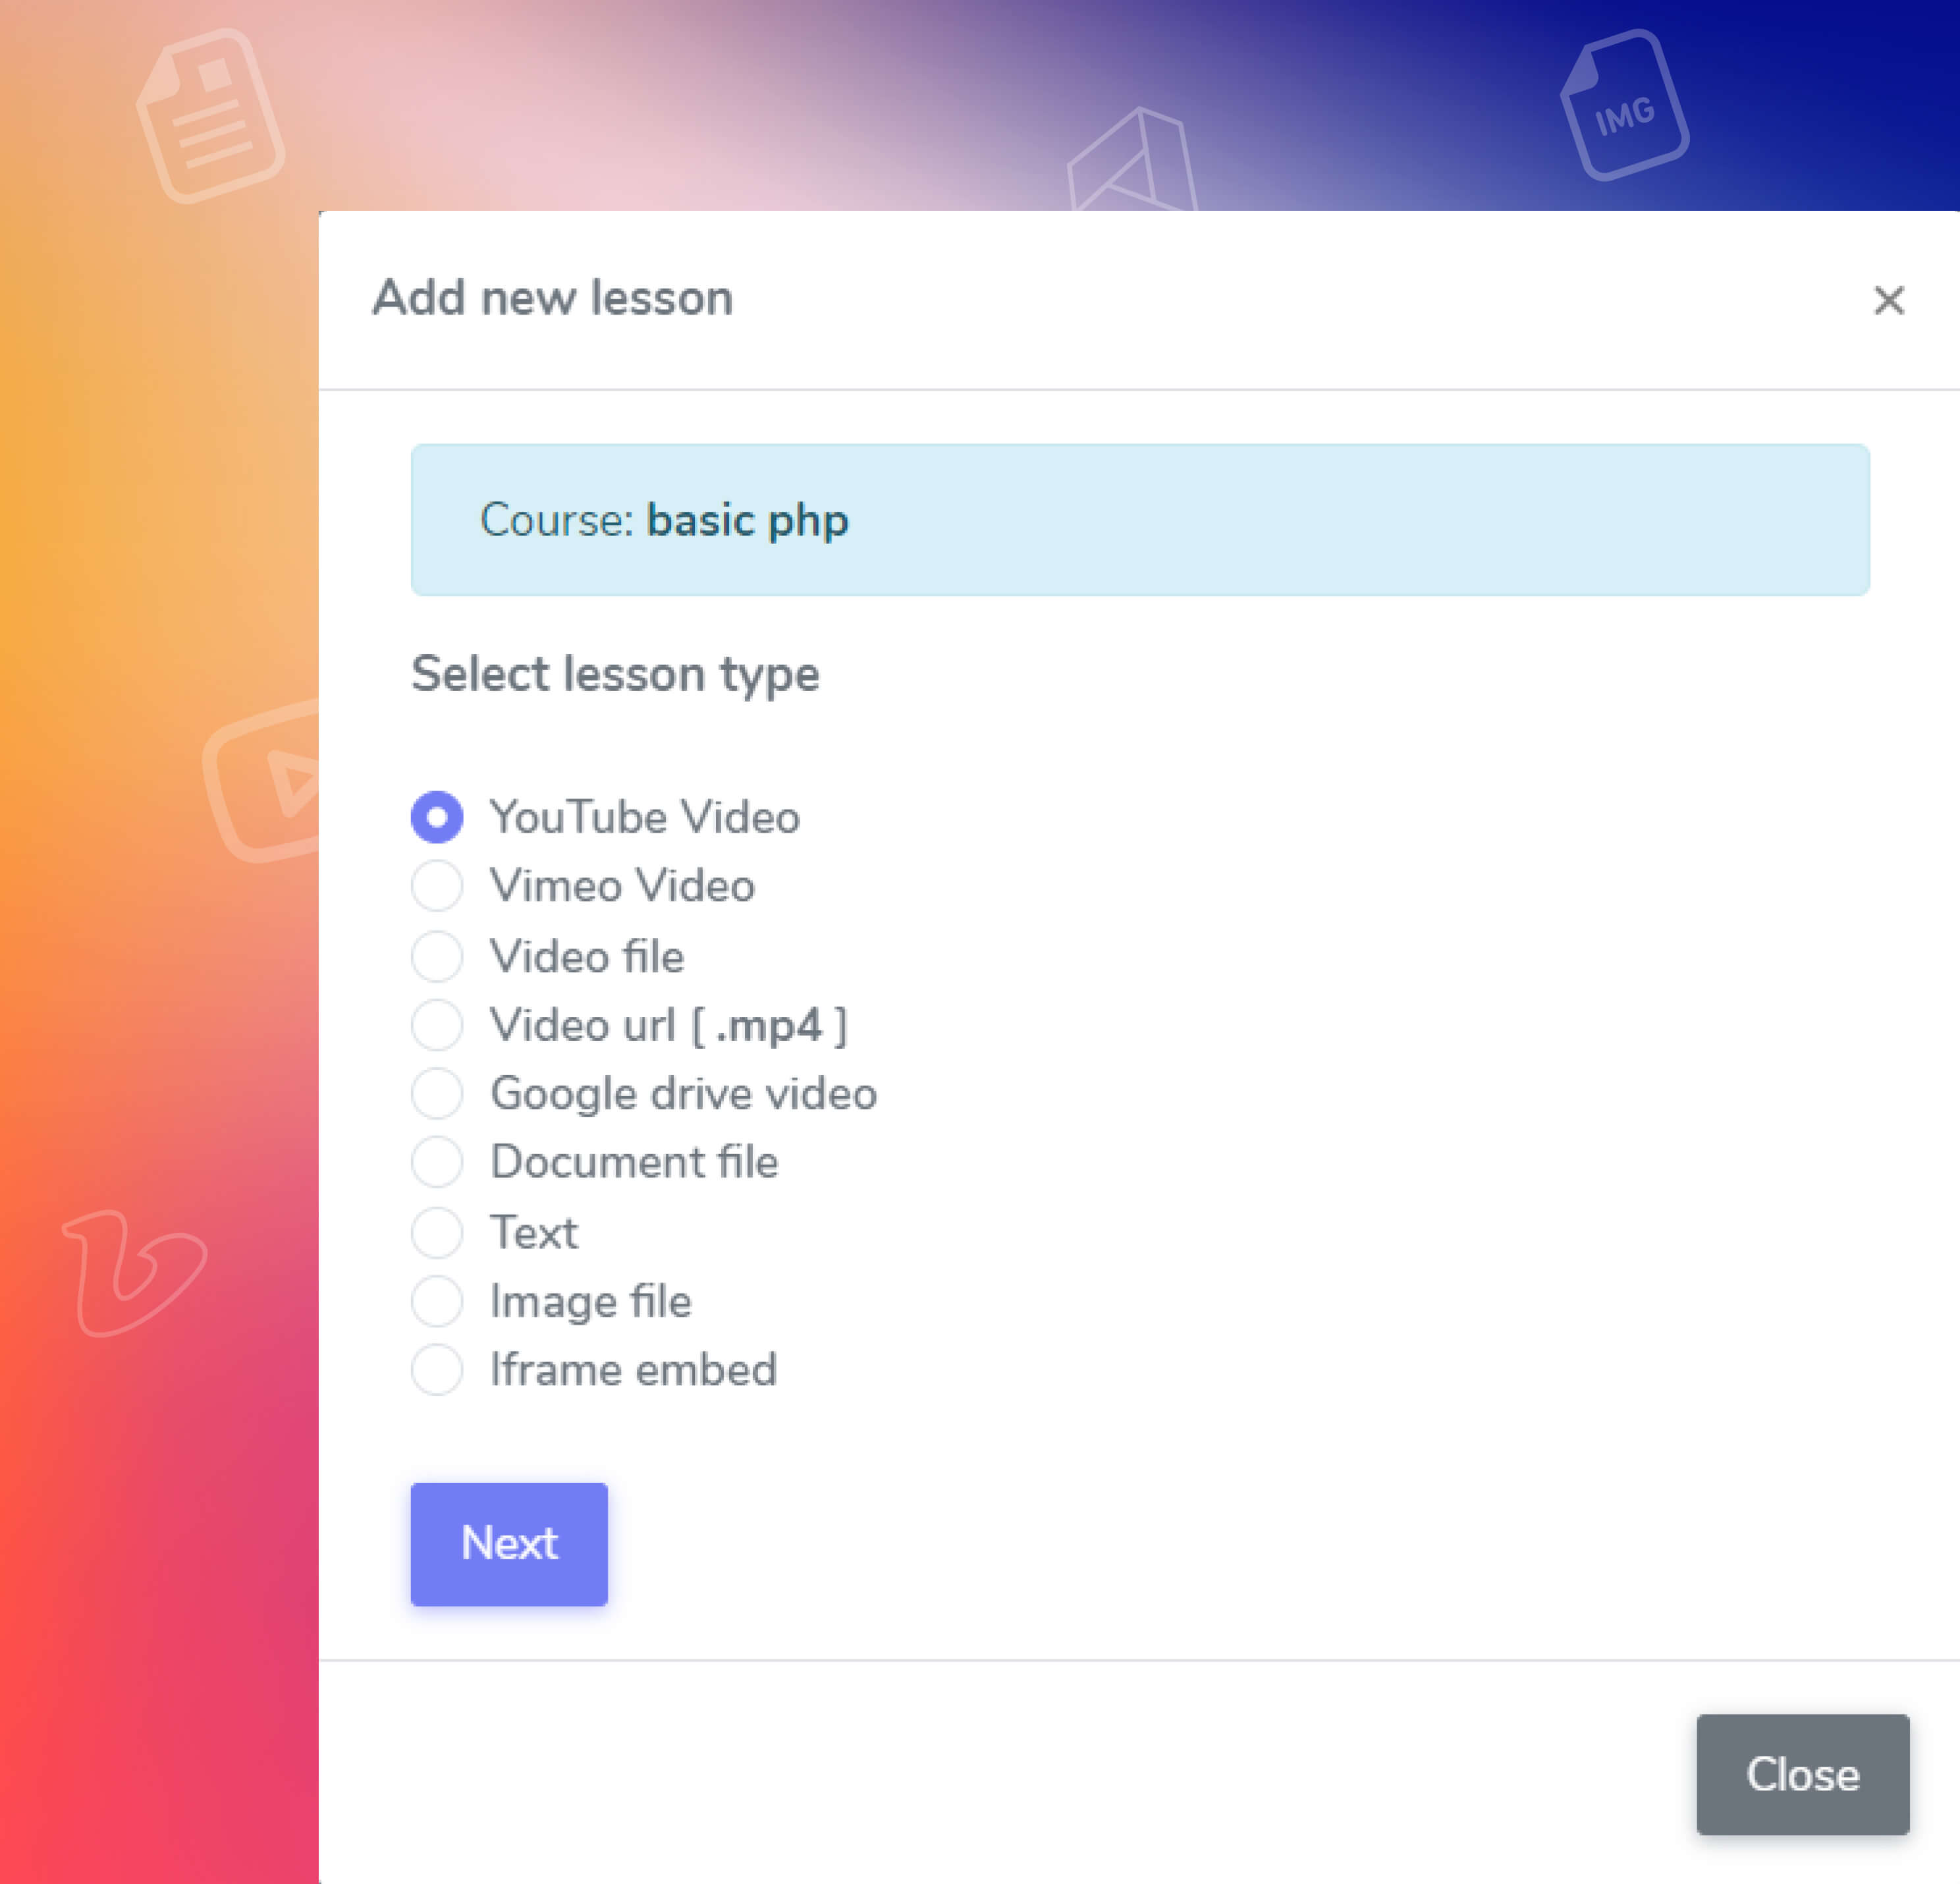 IMG
Add new lesson
×
Course: basic php
Select lesson type
YouTube Video
Vimeo Video
Video file
Video url [ .mp4 ]
Google drive video
Document file
Text
Image file
Iframe embed
Next
Close